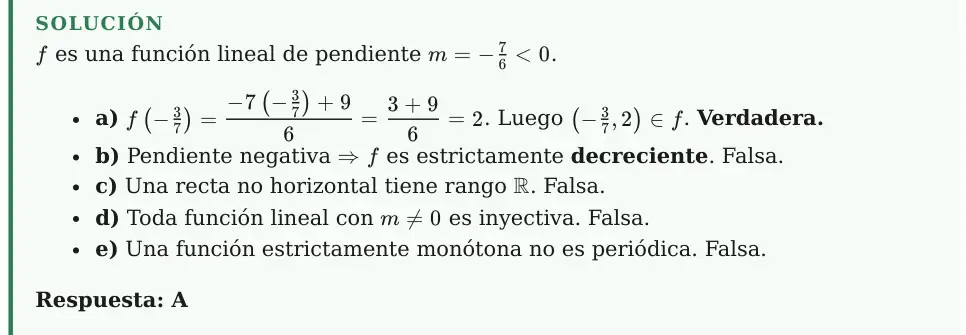 SOLUCIÓN
f es una función lineal de pendiente m = −7/6 < 0.
• a) f(−3/7) = (−7(−3/7) + 9)/6 = (3 + 9)/6 = 2. Luego (−3/7, 2) ∈ f. Verdadera.
• b) Pendiente negativa ⇒ f es estrictamente decreciente. Falsa.
• c) Una recta no horizontal tiene rango ℝ. Falsa.
• d) Toda función lineal con m ≠ 0 es inyectiva. Falsa.
• e) Una función estrictamente monótona no es periódica. Falsa.
Respuesta: A